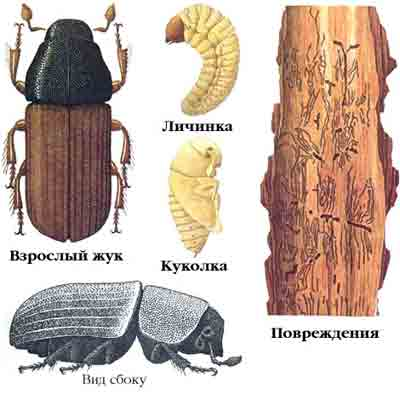 Личинка
Взрослый жук
Куколка
Повреждения
Вид сбоку